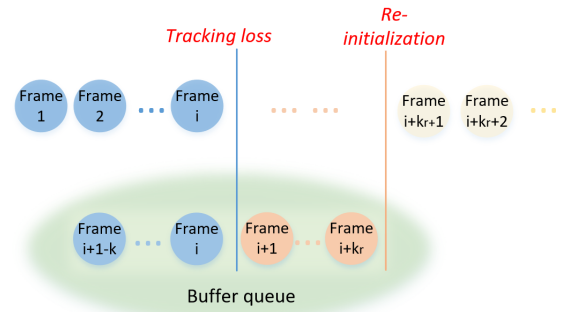 Tracking loss
Re-
initialization
Frame
1
Frame
2
...
Frame
i
... ...
Frame
i+kr+1
Frame
i+kr+2
...
Frame
i+1-k
...
Frame
i
Frame
i+1
...
Frame
i+kr
Buffer queue